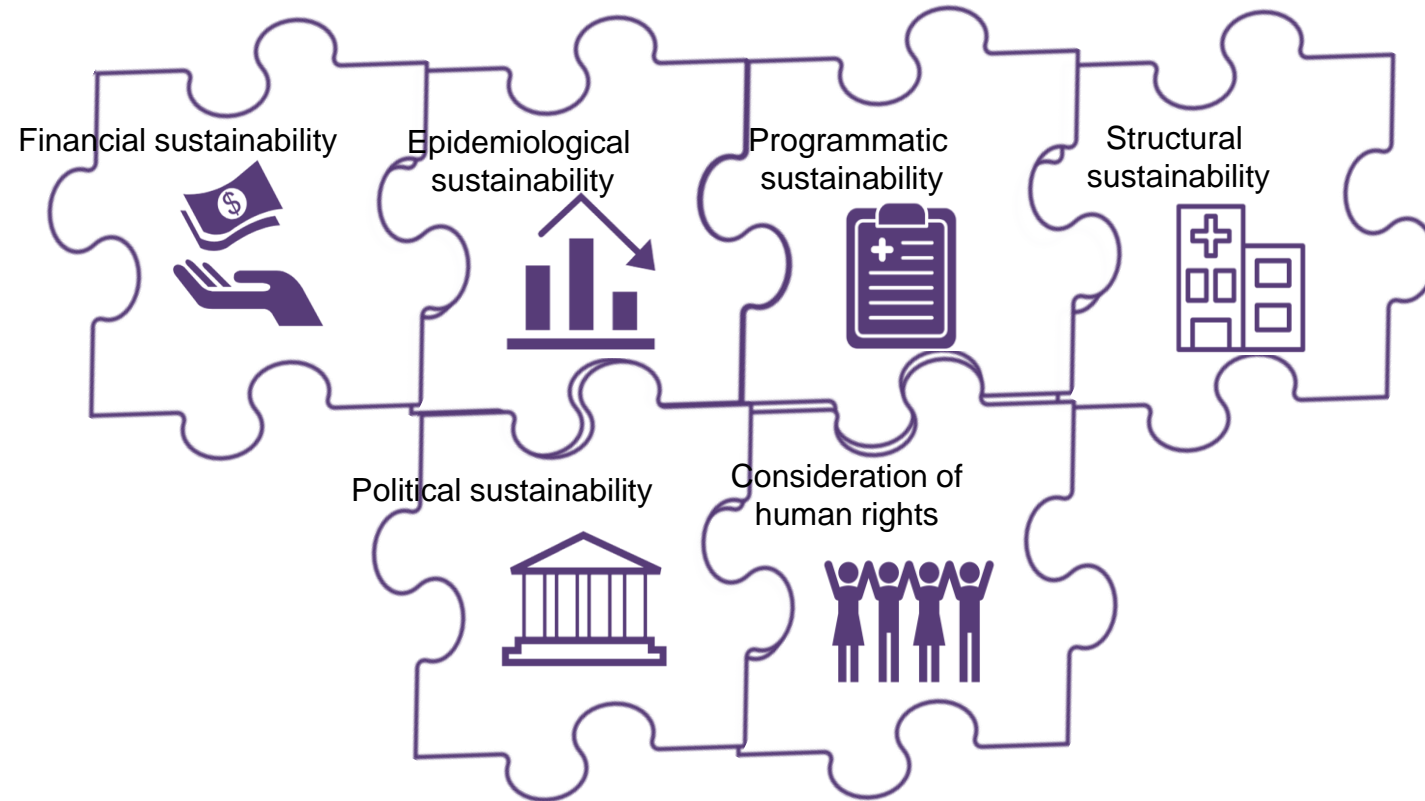 Financial sustainability
Epidemiological
sustainability
Programmatic
sustainability
Structural
sustainability
$
Political sustainability
Consideration of
human rights